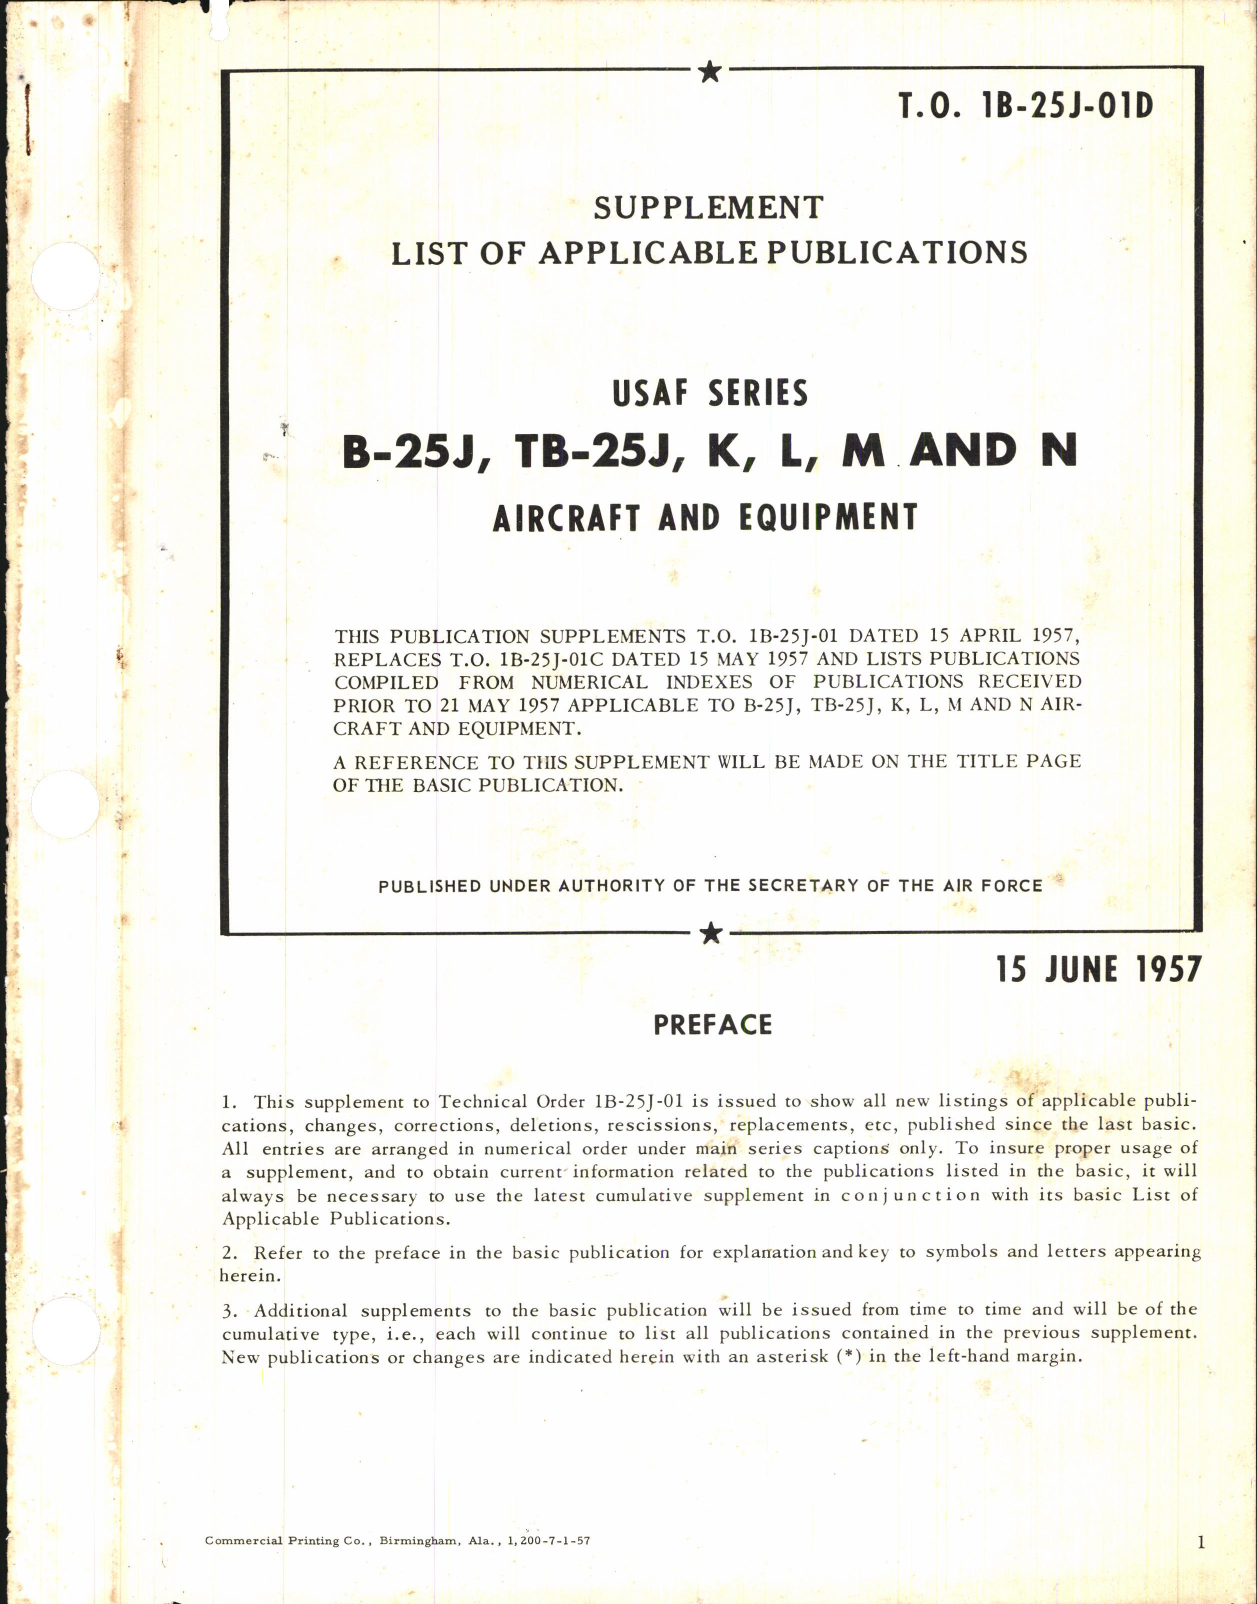 T.O. 1B-25J-01D
SUPPLEMENT
LIST OF APPLICABLE PUBLICATIONS
USAF SERIES
B-25J, TB-25J, K, L, M AND N
AIRCRAFT AND EQUIPMENT
THIS PUBLICATION SUPPLEMENTS T.O. 1B-25J-01 DATED 15 APRIL 1957,
REPLACES T.O. 1B-25J-01C DATED 15 MAY 1957 AND LISTS PUBLICATIONS
COMPILED FROM NUMERICAL INDEXES OF PUBLICATIONS RECEIVED
PRIOR TO 21 MAY 1957 APPLICABLE TO B-25J, TB-25J, K, L, M AND N AIR-
CRAFT AND EQUIPMENT.
A REFERENCE TO THIS SUPPLEMENT WILL BE MADE ON THE TITLE PAGE
OF THE BASIC PUBLICATION.
PUBLISHED UNDER AUTHORITY OF THE SECRETARY OF THE AIR FORCE
15 JUNE 1957
PREFACE
1. This supplement to Technical Order 1B-25J-01 is issued to show all new listings of applicable publi-
cations, changes, corrections, deletions, rescissions, replacements, etc, published since the last basic.
All entries are arranged in numerical order under main series captions only. To insure proper usage of
a supplement, and to obtain current information related to the publications listed in the basic, it will
always be necessary to use the latest cumulative supplement in conjunction with its basic List of
Applicable Publications.
2. Refer to the preface in the basic publication for explanation and key to symbols and letters appearing
herein.
3. Additional supplements to the basic publication will be issued from time to time and will be of the
cumulative type, i.e., each will continue to list all publications contained in the previous supplement.
New publications or changes are indicated herein with an asterisk (*) in the left-hand margin.
Commercial Printing Co., Birmingham, Ala., 1,200-7-1-57
1